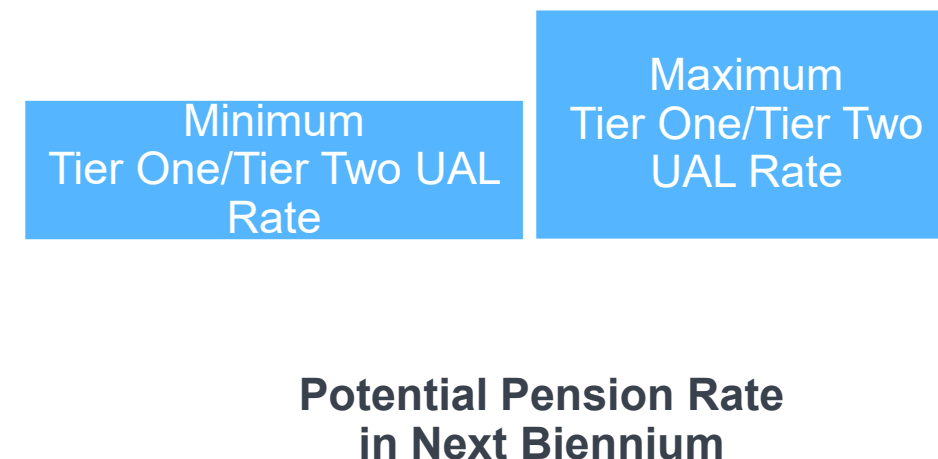 Minimum
Tier One/Tier Two UAL
Rate
Maximum
Tier One/Tier Two
UAL Rate
Potential Pension Rate
in Next Biennium